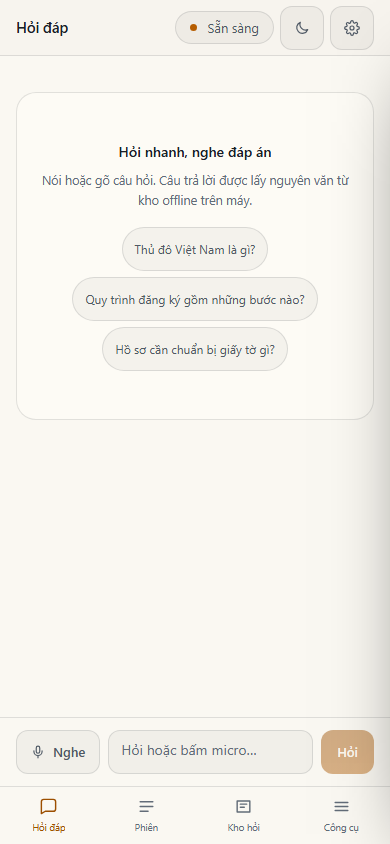 Hỏi đáp
Sẵn sàng
Hỏi nhanh, nghe đáp án
Nói hoặc gõ câu hỏi. Câu trả lời được lấy nguyên văn từ
kho offline trên máy.
Thủ đô Việt Nam là gì?
Quy trình đăng ký gồm những bước nào?
Hồ sơ cần chuẩn bị giấy tờ gì?
Nghe
Hỏi hoặc bấm micro...
Hỏi
Hỏi đáp
Phiên
Kho hỏi
Công cụ